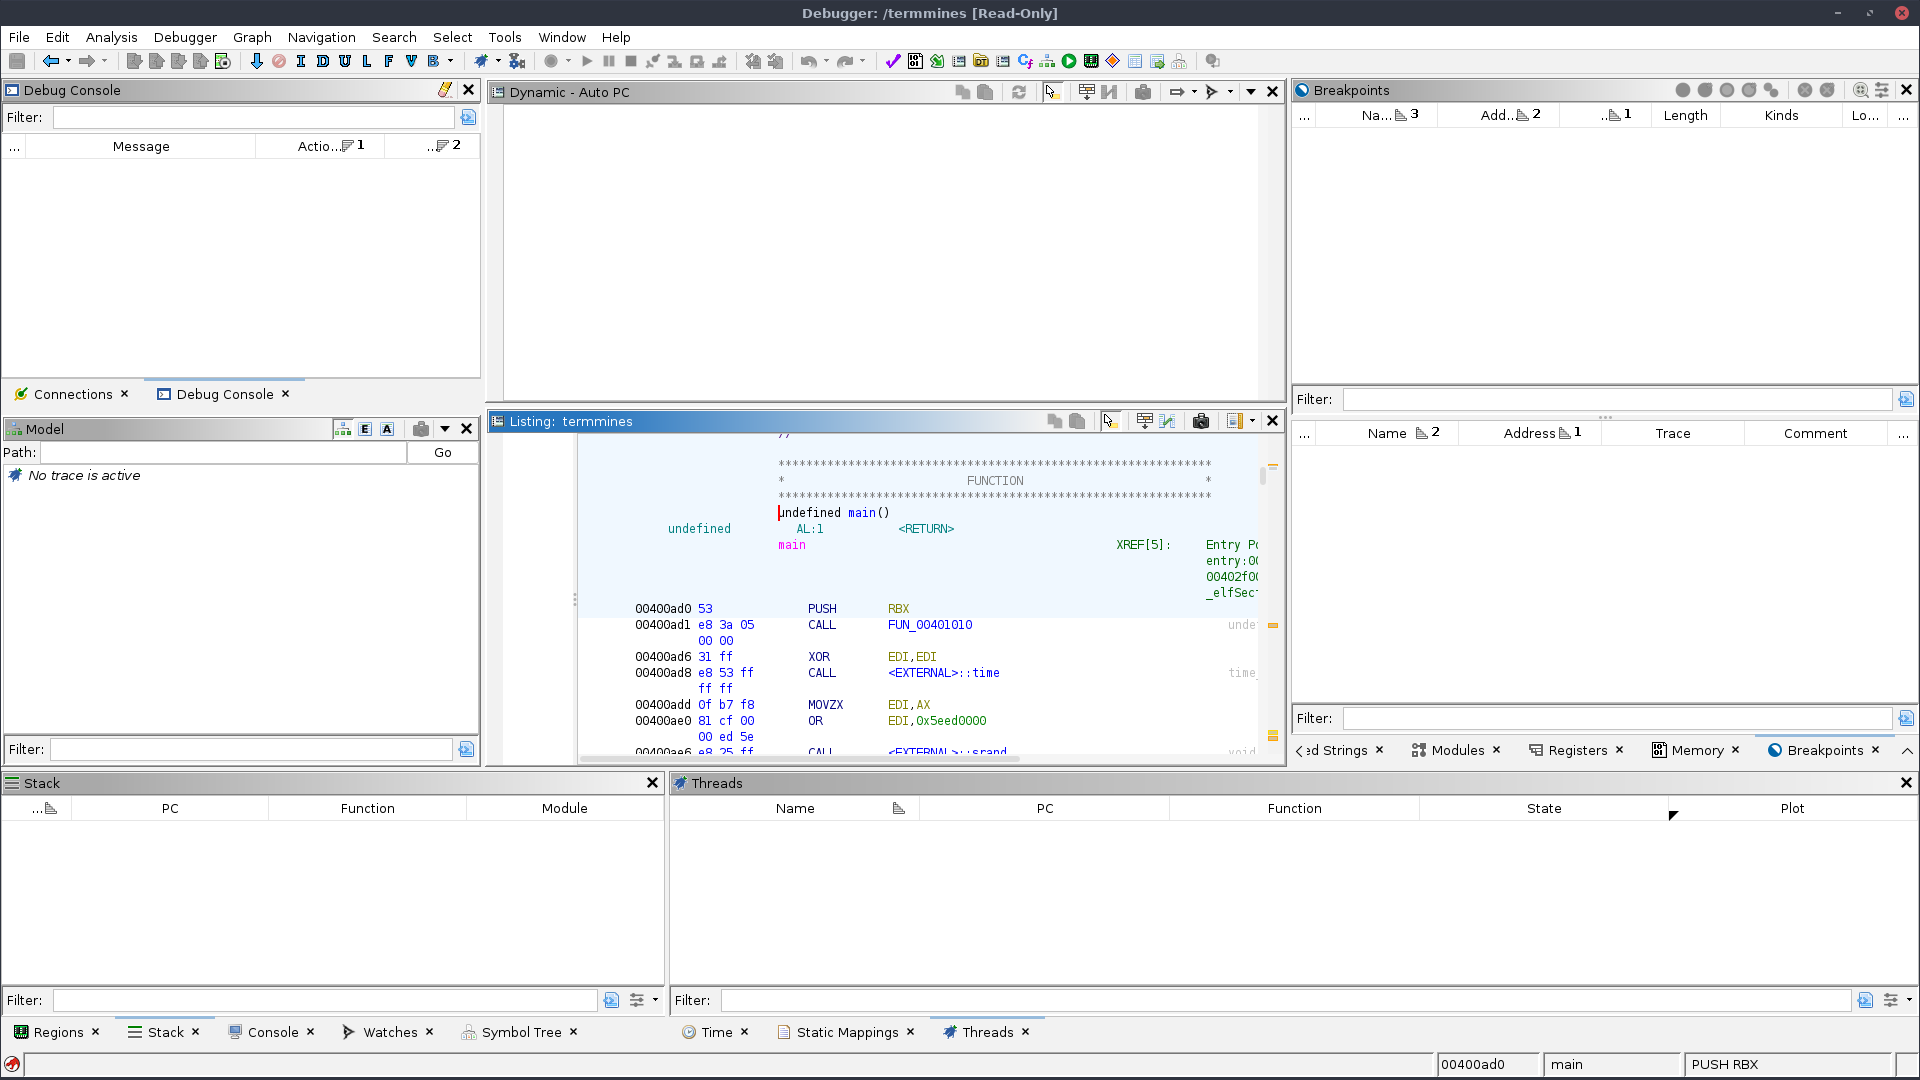 Debugger: /termmines [Read-Only]
File Edit Analysis Debugger Graph Navigation Search Select Tools Window Help
I D U L F V B
Debug Console
Filter:
... Message Actio... 1 .. 2
Connections Debug Console
Model
E A
Path: Go
No trace is active
Filter:
Dynamic - Auto PC
Listing: termmines
//
**************************************************************
* FUNCTION *
**************************************************************
undefined main()
undefined AL:1 <RETURN>
main XREF[5]: Entry Po
entry:00
00402f00
_elfSect
00400ad0 53 PUSH RBX
00400ad1 e8 3a 05 CALL FUN_00401010 unde
00 00
00400ad6 31 ff XOR EDI,EDI
00400ad8 e8 53 ff CALL <EXTERNAL>::time time_
ff ff
00400add 0f b7 f8 MOVZX EDI,AX
00400ae0 81 cf 00 OR EDI,0x5eed0000
00 ed 5e
00400ae6 e8 25 ff CALL <EXTERNAL>::srand void
Breakpoints
... Na... 3 Add.. 2 .. 1 Length Kinds Lo... ...
Filter:
... Name 2 Address 1 Trace Comment ...
Filter:
ed Strings Modules Registers Memory Breakpoints
Stack
... PC Function Module
Filter:
Regions Stack Console Watches Symbol Tree
Threads
Name PC Function State Plot
Filter:
Time Static Mappings Threads
00400ad0 main PUSH RBX